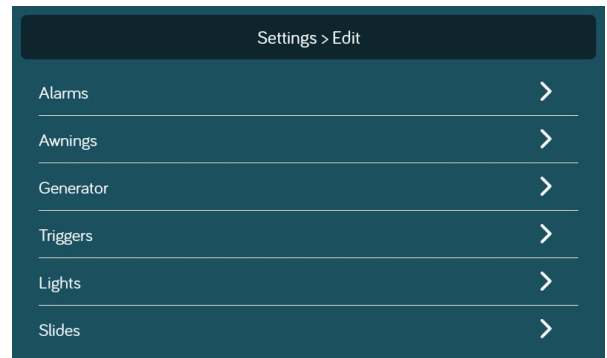 Settings > Edit
Alarms
Awnings
Generator
Triggers
Lights
Slides